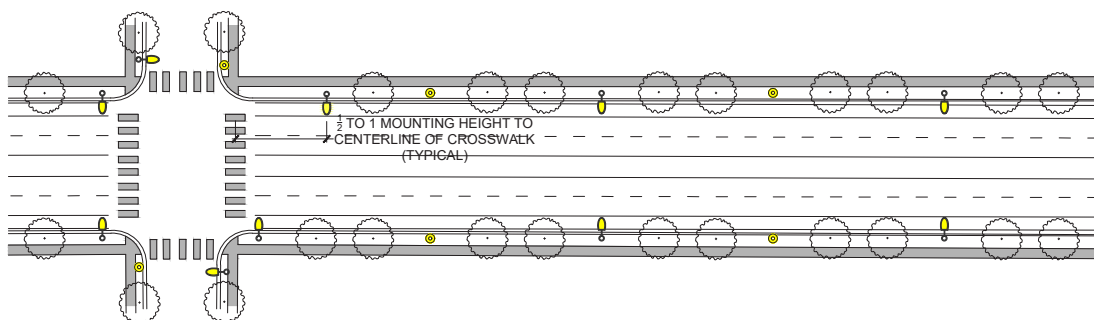 ½ TO 1 MOUNTING HEIGHT TO
CENTERLINE OF CROSSWALK
(TYPICAL)